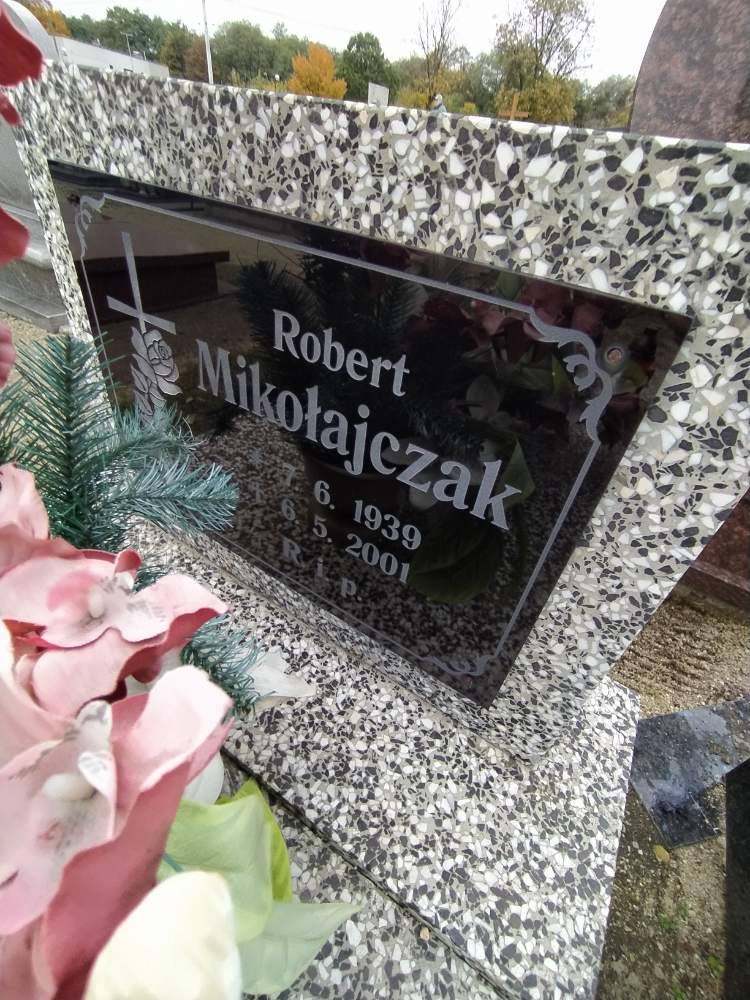 Robert
Mikołajczak
* 7. 6. 1939
† 6. 5. 2001
R i p.